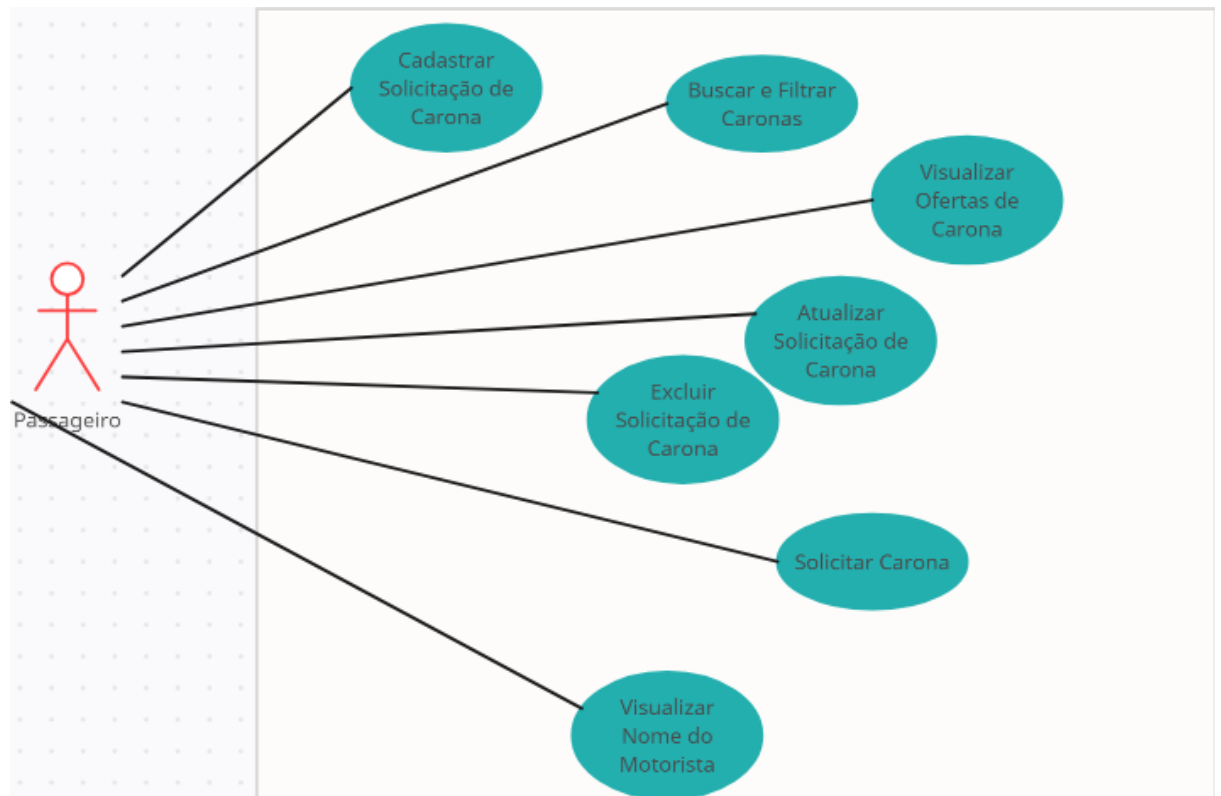 Cadastrar
Solicitação de
Carona
Buscar e Filtrar
Caronas
Visualizar
Ofertas de
Carona
Atualizar
Solicitação de
Carona
Excluir
Solicitação de
Carona
Passageiro
Solicitar Carona
Visualizar
Nome do
Motorista